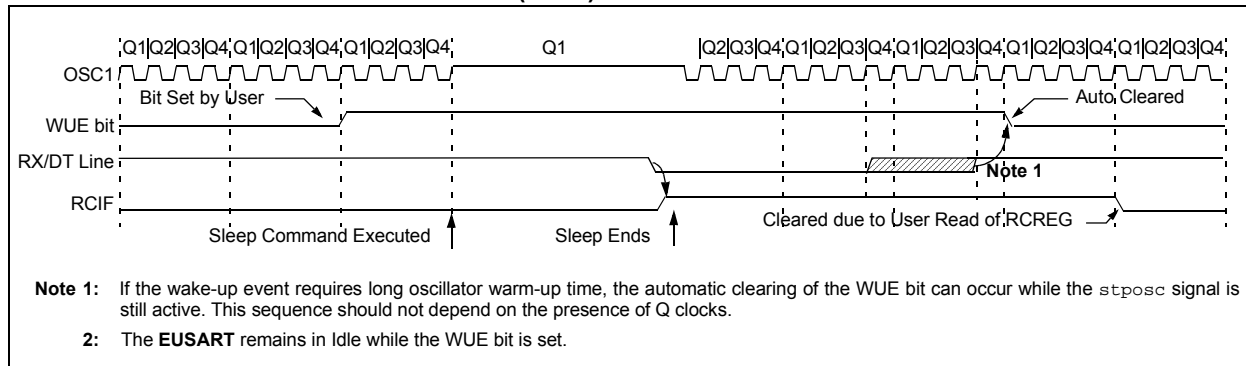 Q1 Q2 Q3 Q4 Q1 Q2 Q3 Q4 Q1 Q2 Q3 Q4 Q1 Q2 Q3 Q4 Q1 Q2 Q3 Q4 Q1 Q2 Q3 Q4 Q1 Q2 Q3 Q4 Q1 Q2 Q3 Q4
OSC1
Bit Set by User
Auto Cleared
WUE bit
RX/DT Line
Note 1
RCIF
Cleared due to User Read of RCREG
Sleep Command Executed
Sleep Ends
Note 1: If the wake-up event requires long oscillator warm-up time, the automatic clearing of the WUE bit can occur while the stposc signal is
still active. This sequence should not depend on the presence of Q clocks.
2: The EUSART remains in Idle while the WUE bit is set.